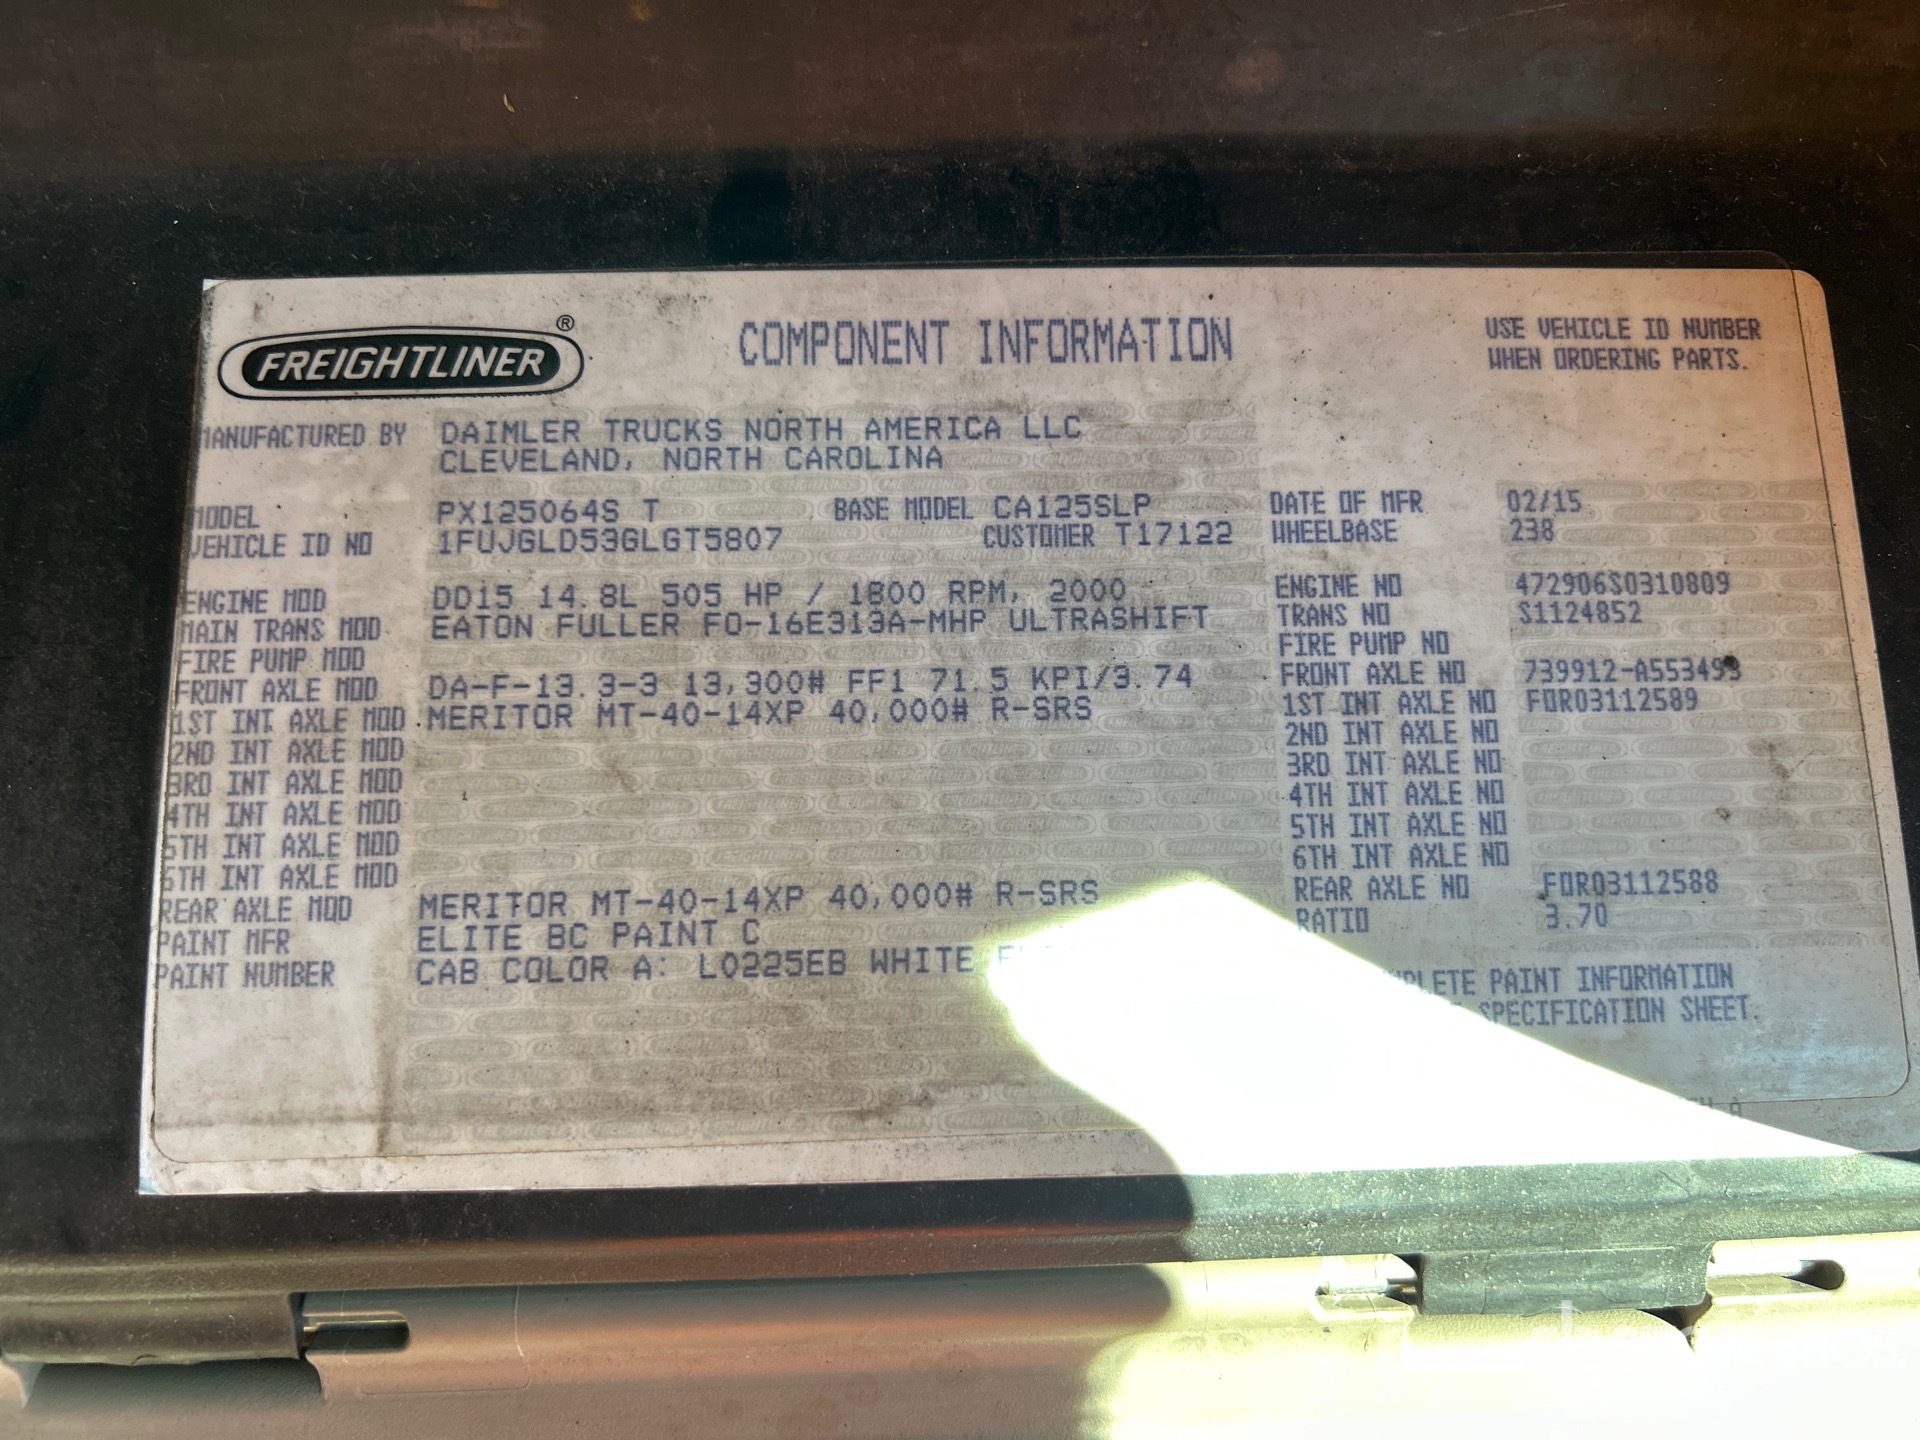 FREIGHTLINER ®
COMPONENT INFORMATION
USE VEHICLE ID NUMBER
WHEN ORDERING PARTS.
MANUFACTURED BY DAIMLER TRUCKS NORTH AMERICA LLC
CLEVELAND, NORTH CAROLINA
MODEL PX125064S T BASE MODEL CA125SLP DATE OF MFR 02/15
VEHICLE ID NO 1FUJGLD53GLGT5807 CUSTOMER T17122 WHEELBASE 238
ENGINE MOD DD15 14.8L 505 HP / 1800 RPM, 2000 ENGINE NO 472906S0310809
MAIN TRANS MOD EATON FULLER FO-16E313A-MHP ULTRASHIFT TRANS NO S1124852
FIRE PUMP MOD FIRE PUMP NO
FRONT AXLE MOD DA-F-13.3-3 13,300# FF1 71.5 KPI/3.74 FRONT AXLE NO 739912-A553493
1ST INT AXLE MOD MERITOR MT-40-14XP 40,000# R-SRS 1ST INT AXLE NO FOR03112589
2ND INT AXLE MOD 2ND INT AXLE NO
3RD INT AXLE MOD 3RD INT AXLE NO
4TH INT AXLE MOD 4TH INT AXLE NO
5TH INT AXLE MOD 5TH INT AXLE NO
6TH INT AXLE MOD 6TH INT AXLE NO
REAR AXLE MOD MERITOR MT-40-14XP 40,000# R-SRS REAR AXLE NO FOR03112588
PAINT MFR ELITE BC PAINT C RATIO 3.70
PAINT NUMBER CAB COLOR A: L0225EB WHITE
PAINT INFORMATION
SPECIFICATION SHEET.